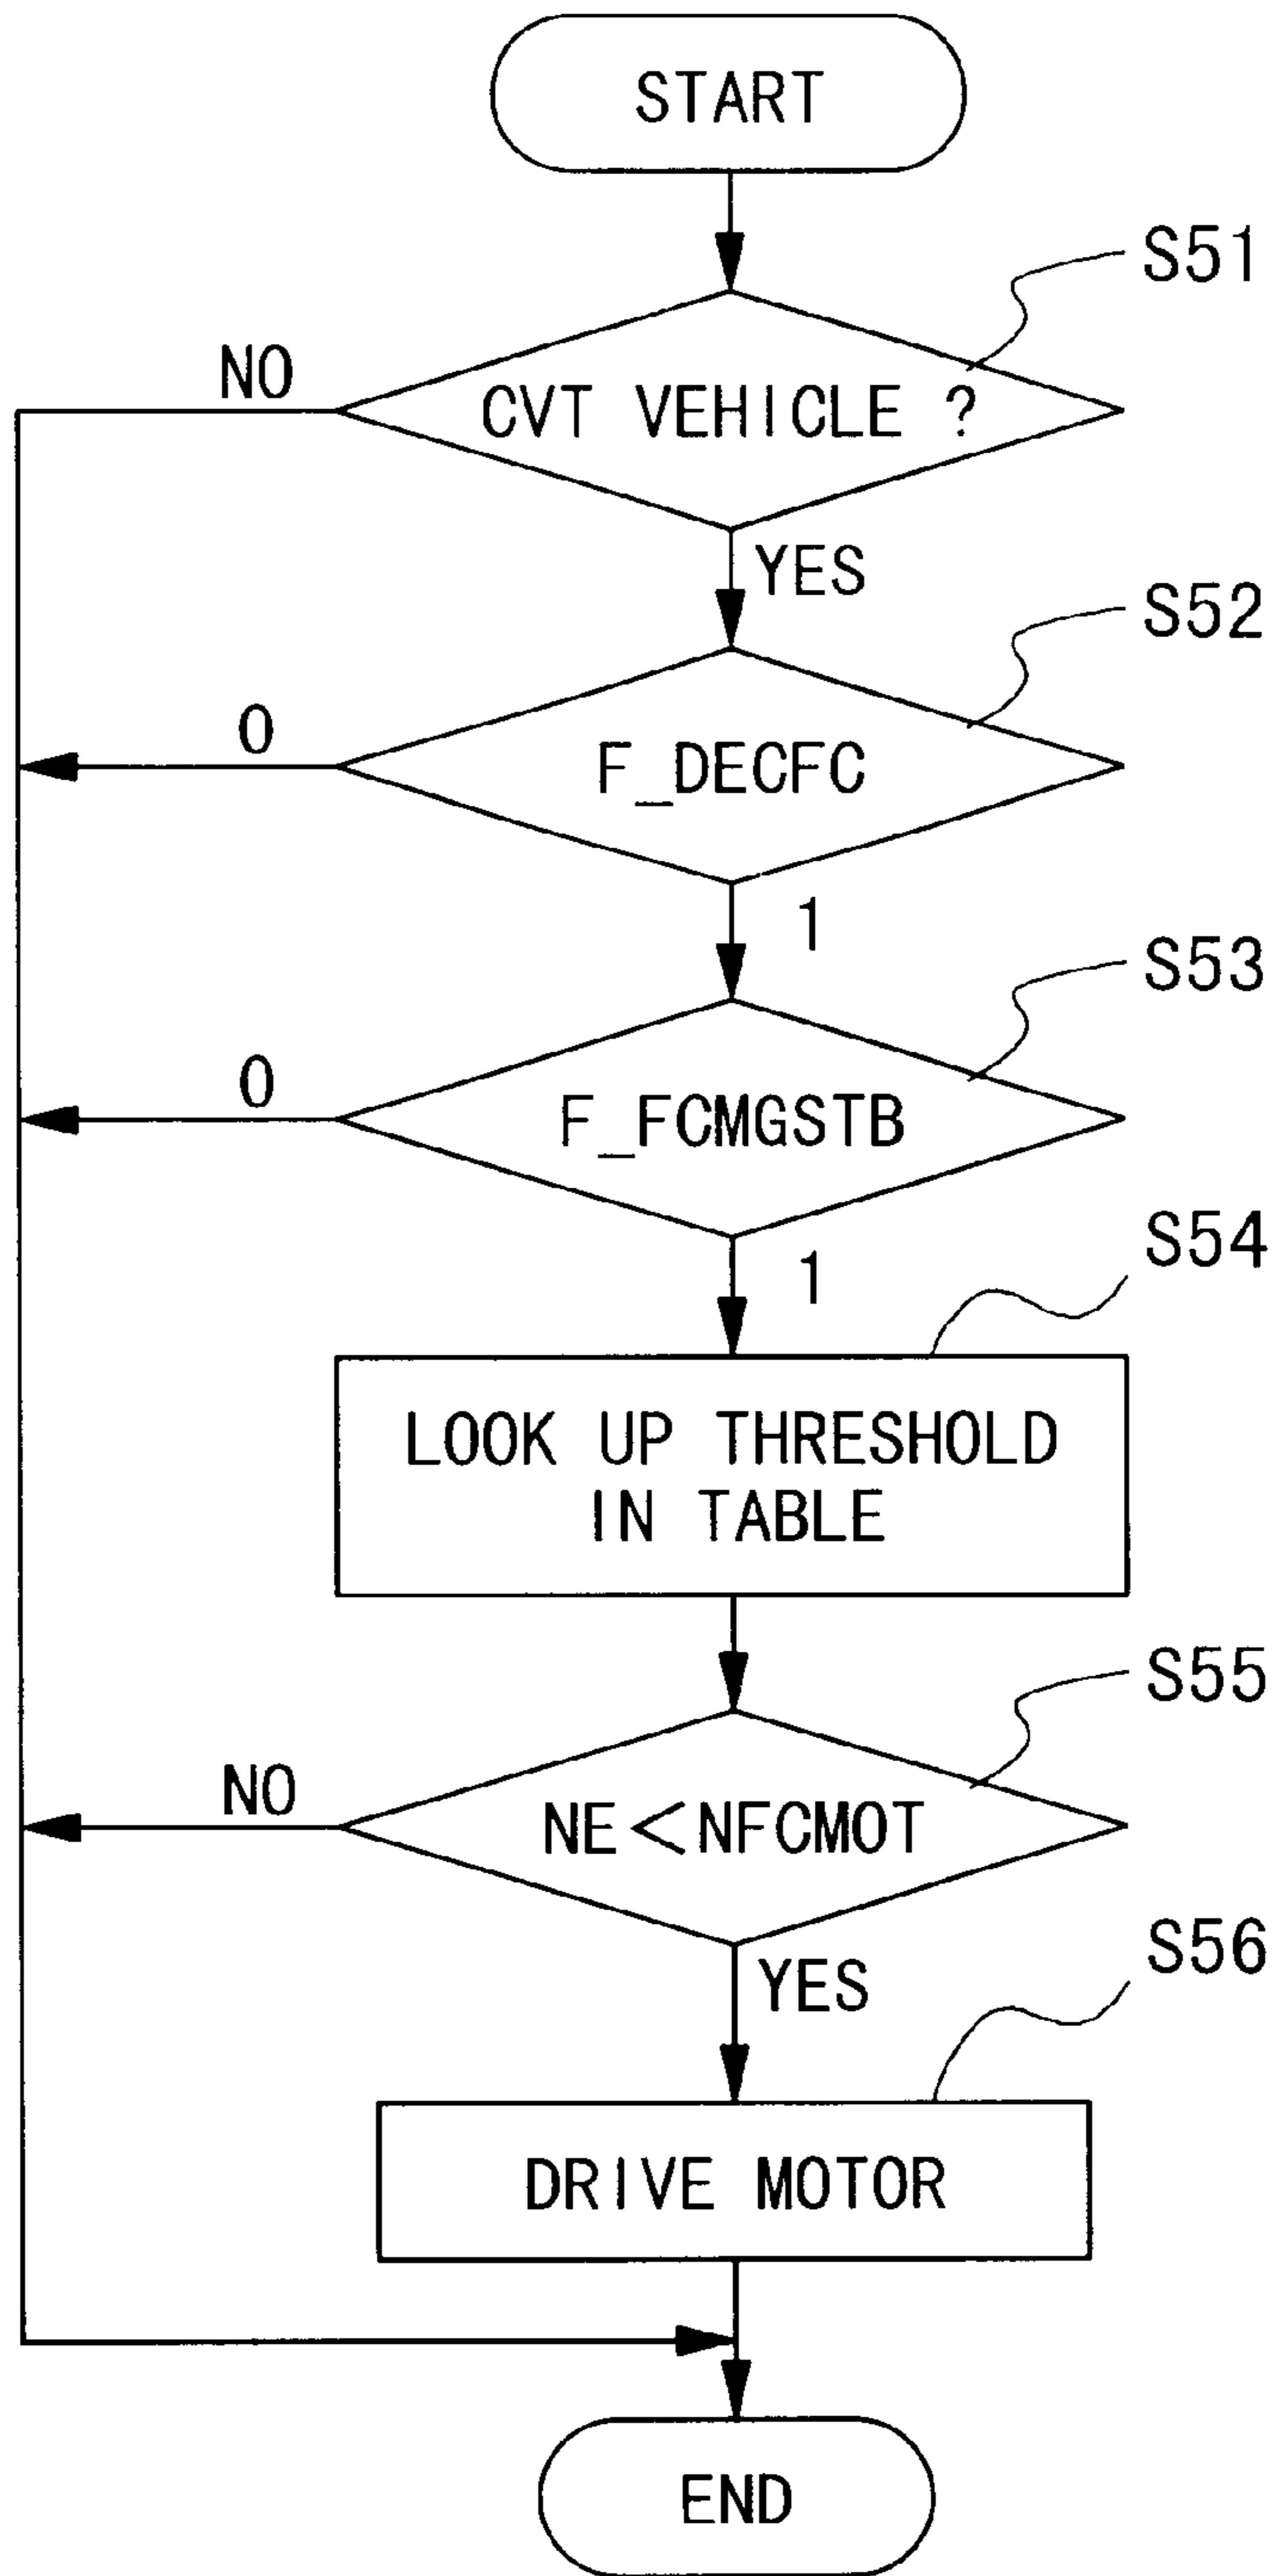 START
S51
NO
CVT VEHICLE ?
YES
S52
0
F_DECFC
1
S53
0
F_FCMGSTB
1
S54
LOOK UP THRESHOLD
IN TABLE
S55
NO
NE<NFCMOT
YES
S56
DRIVE MOTOR
END